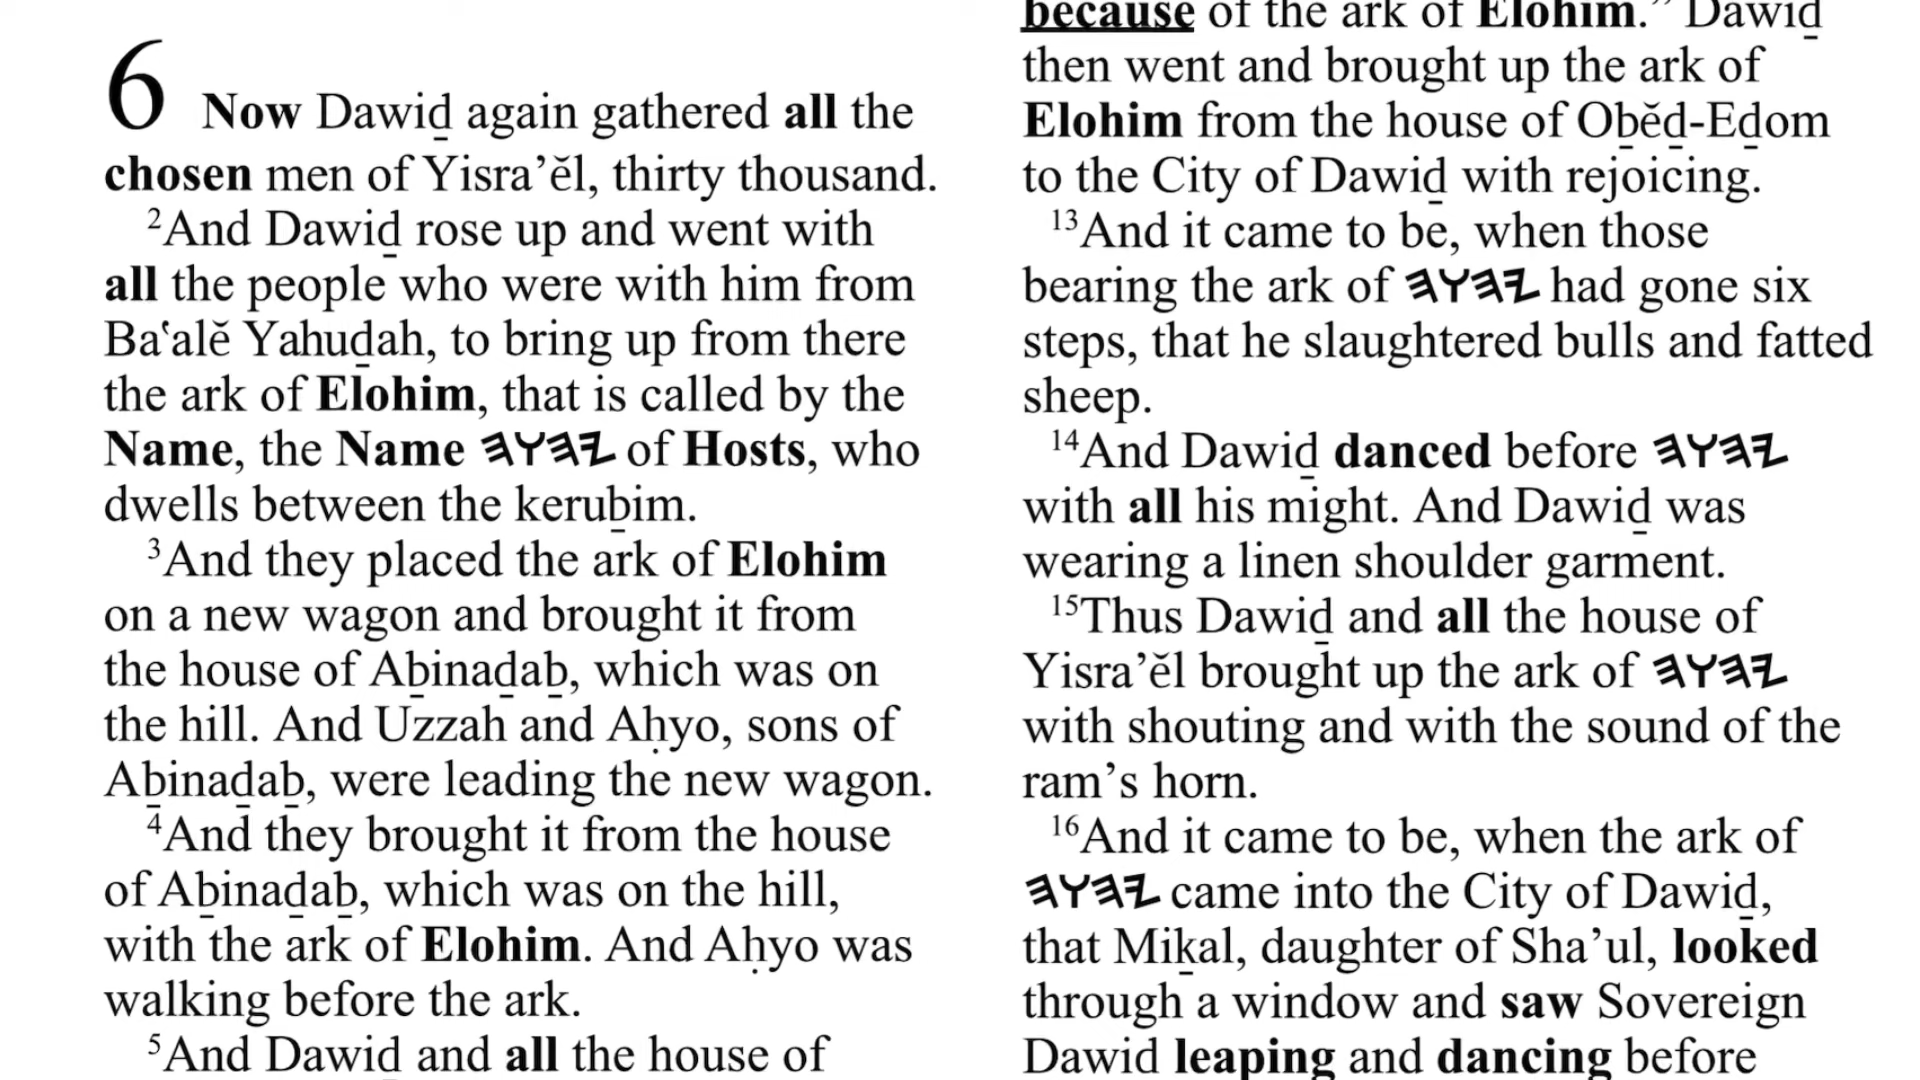 6 Now Dawiḏ again gathered all the
chosen men of Yisra’ĕl, thirty thousand.
²And Dawiḏ rose up and went with
all the people who were with him from
Ba‛alĕ Yahuḏah, to bring up from there
the ark of Elohim, that is called by the
Name, the Name 𐤉𐤄𐤅𐤄 of Hosts, who
dwells between the keruḇim.
³And they placed the ark of Elohim
on a new wagon and brought it from
the house of Aḇinaḏaḇ, which was on
the hill. And Uzzah and Aḥyo, sons of
Aḇinaḏaḇ, were leading the new wagon.
⁴And they brought it from the house
of Aḇinaḏaḇ, which was on the hill,
with the ark of Elohim. And Aḥyo was
walking before the ark.
⁵And Dawiḏ and all the house of
because of the ark of Elohim.” Dawiḏ
then went and brought up the ark of
Elohim from the house of Oḇĕḏ-Eḏom
to the City of Dawiḏ with rejoicing.
¹³And it came to be, when those
bearing the ark of 𐤉𐤄𐤅𐤄 had gone six
steps, that he slaughtered bulls and fatted
sheep.
¹⁴And Dawiḏ danced before 𐤉𐤄𐤅𐤄
with all his might. And Dawiḏ was
wearing a linen shoulder garment.
¹⁵Thus Dawiḏ and all the house of
Yisra’ĕl brought up the ark of 𐤉𐤄𐤅𐤄
with shouting and with the sound of the
ram’s horn.
¹⁶And it came to be, when the ark of
𐤉𐤄𐤅𐤄 came into the City of Dawiḏ,
that Miḵal, daughter of Sha’ul, looked
through a window and saw Sovereign
Dawiḏ leaping and dancing before